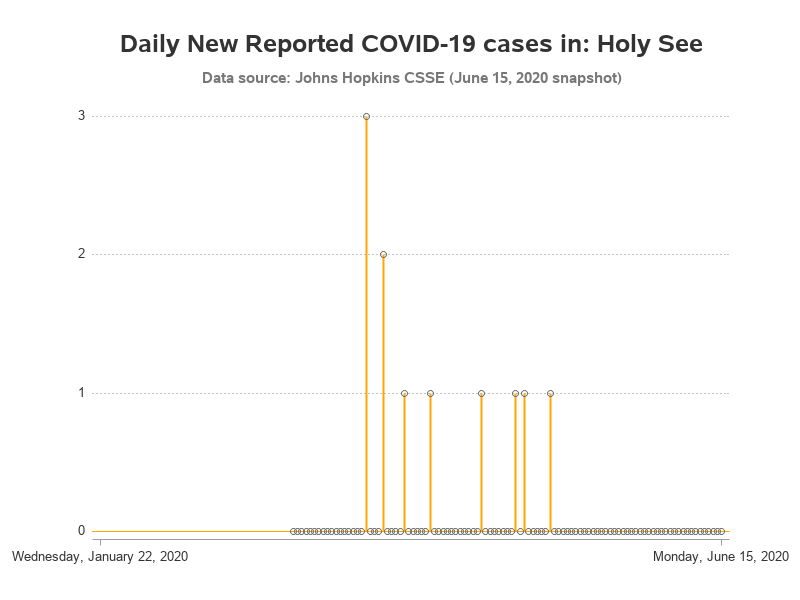 Daily New Reported COVID-19 cases in: Holy See
Data source: Johns Hopkins CSSE (June 15, 2020 snapshot)
3
2
1
0
Wednesday, January 22, 2020
Monday, June 15, 2020